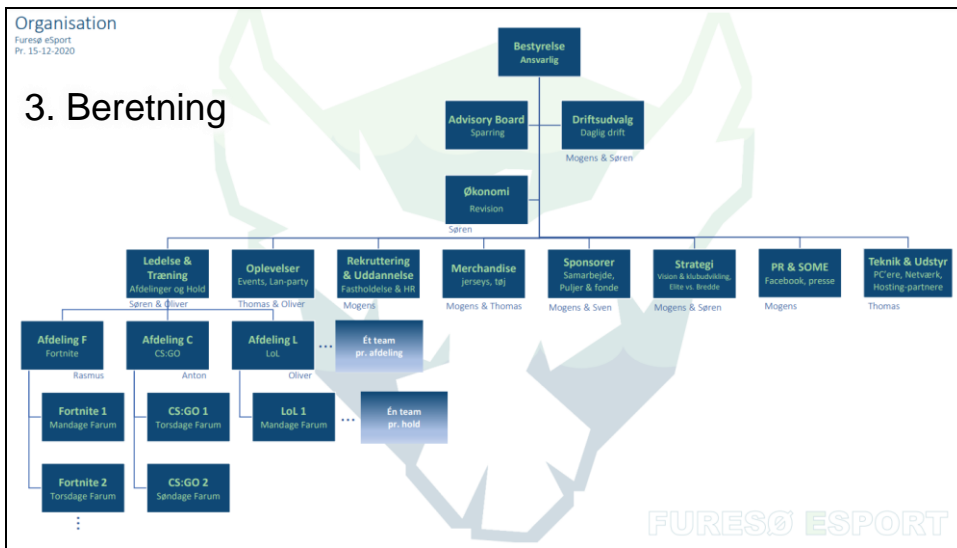 Organisation
Furesø eSport
Pr. 15-12-2020
3. Beretning
Bestyrelse
Ansvarlig
Advisory Board
Sparring
Driftsudvalg
Daglig drift
Mogens & Søren
Økonomi
Revision
Søren
Ledelse &
Træning
Afdelinger og Hold
Søren & Oliver
Oplevelser
Events, Lan-party
Thomas & Oliver
Rekruttering
& Uddannelse
Fastholdelse & HR
Mogens
Merchandise
jerseys, tøj
Mogens & Thomas
Sponsorer
Samarbejde,
Puljer & fonde
Mogens & Sven
Strategi
Vision & klubudvikling,
Elite vs. Bredde
Mogens & Søren
PR & SOME
Facebook, presse
Mogens
Teknik & Udstyr
PC'ere, Netværk,
Hosting-partnere
Thomas
Afdeling F
Fortnite
Rasmus
Afdeling C
CS:GO
Anton
Afdeling L
LoL
Oliver
...
Ét team
pr. afdeling
Fortnite 1
Mandage Farum
CS:GO 1
Torsdage Farum
LoL 1
Mandage Farum
...
Én team
pr. hold
Fortnite 2
Torsdage Farum
CS:GO 2
Søndage Farum
FURESØ ESPORT